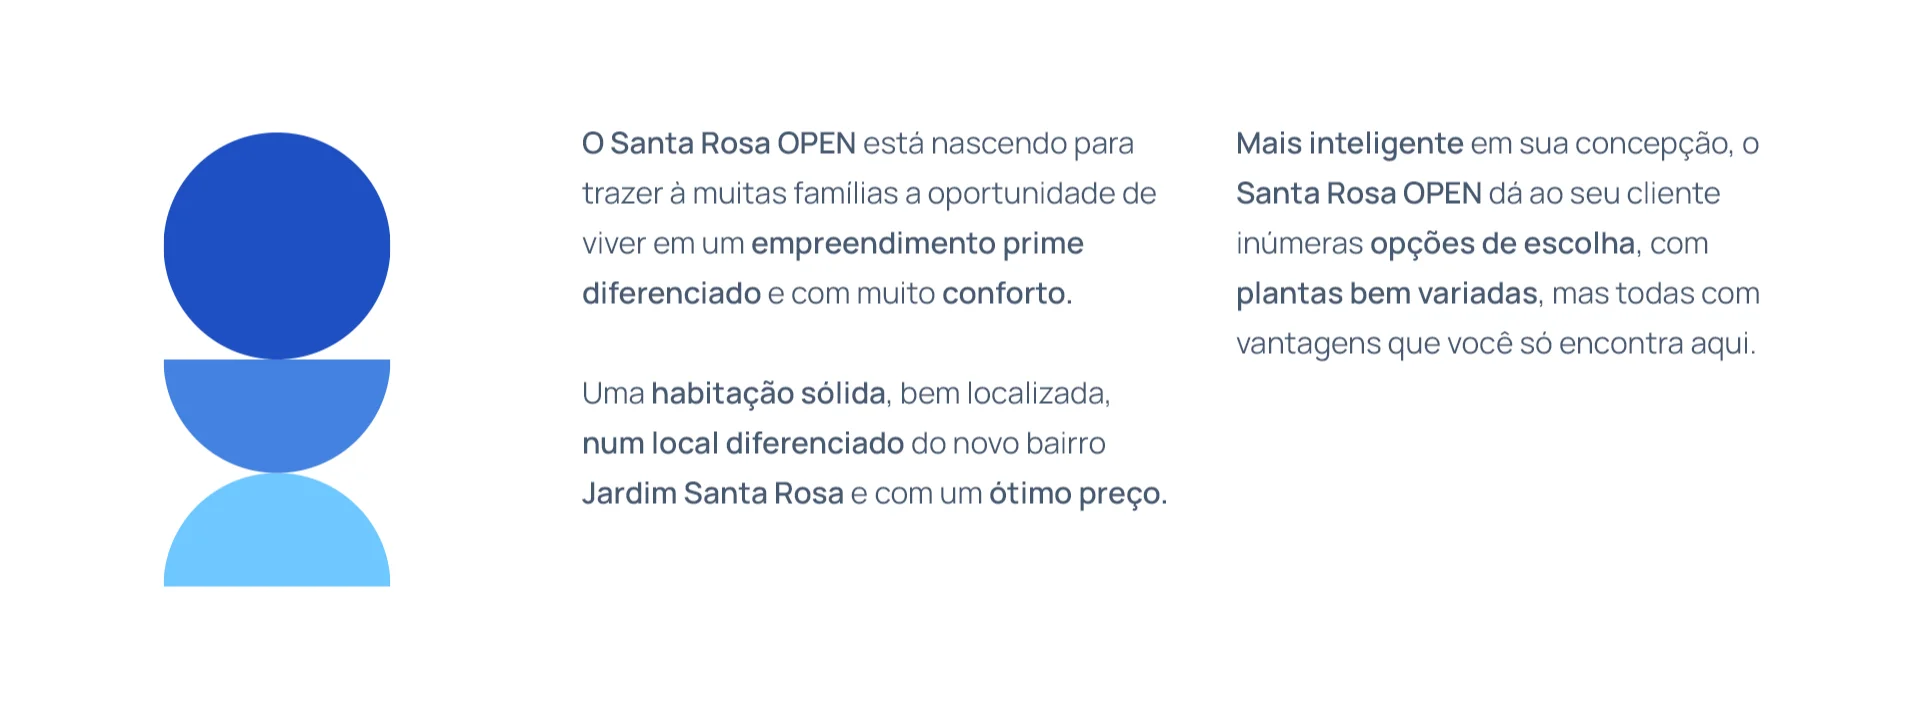 O Santa Rosa OPEN está nascendo para
trazer à muitas famílias a oportunidade de
viver em um empreendimento prime
diferenciado e com muito conforto.
Uma habitação sólida, bem localizada,
num local diferenciado do novo bairro
Jardim Santa Rosa e com um ótimo preço.
Mais inteligente em sua concepção, o
Santa Rosa OPEN dá ao seu cliente
inúmeras opções de escolha, com
plantas bem variadas, mas todas com
vantagens que você só encontra aqui.